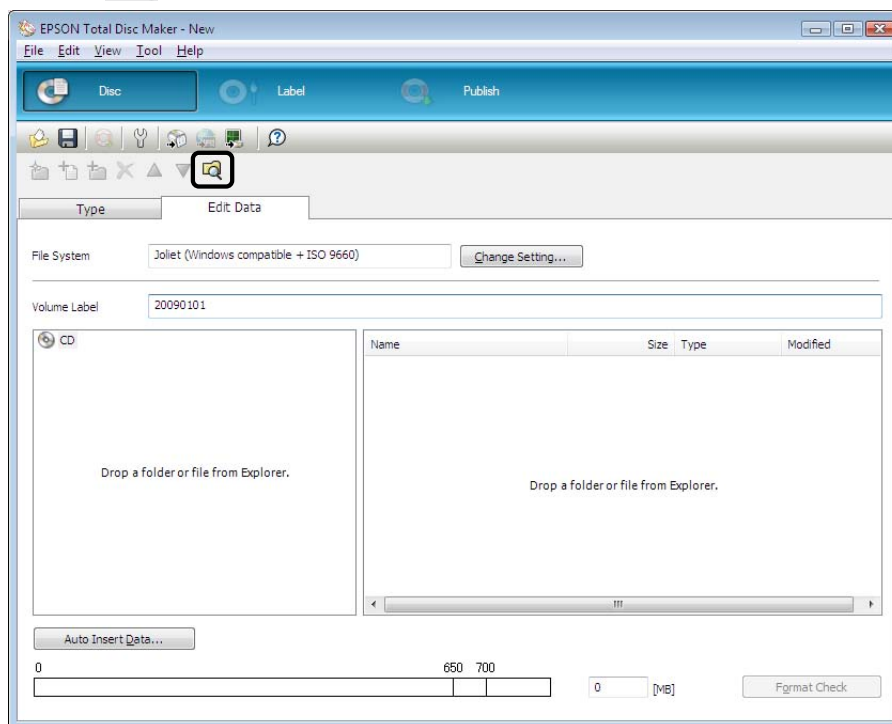 EPSON Total Disc Maker - New
File Edit View Tool Help
Disc Label Publish
Type Edit Data
File System Joliet (Windows compatible + ISO 9660) Change Setting...
Volume Label 20090101
CD Name Size Type Modified
Drop a folder or file from Explorer.
Drop a folder or file from Explorer.
Auto Insert Data...
0 650 700
0 [MB] Format Check